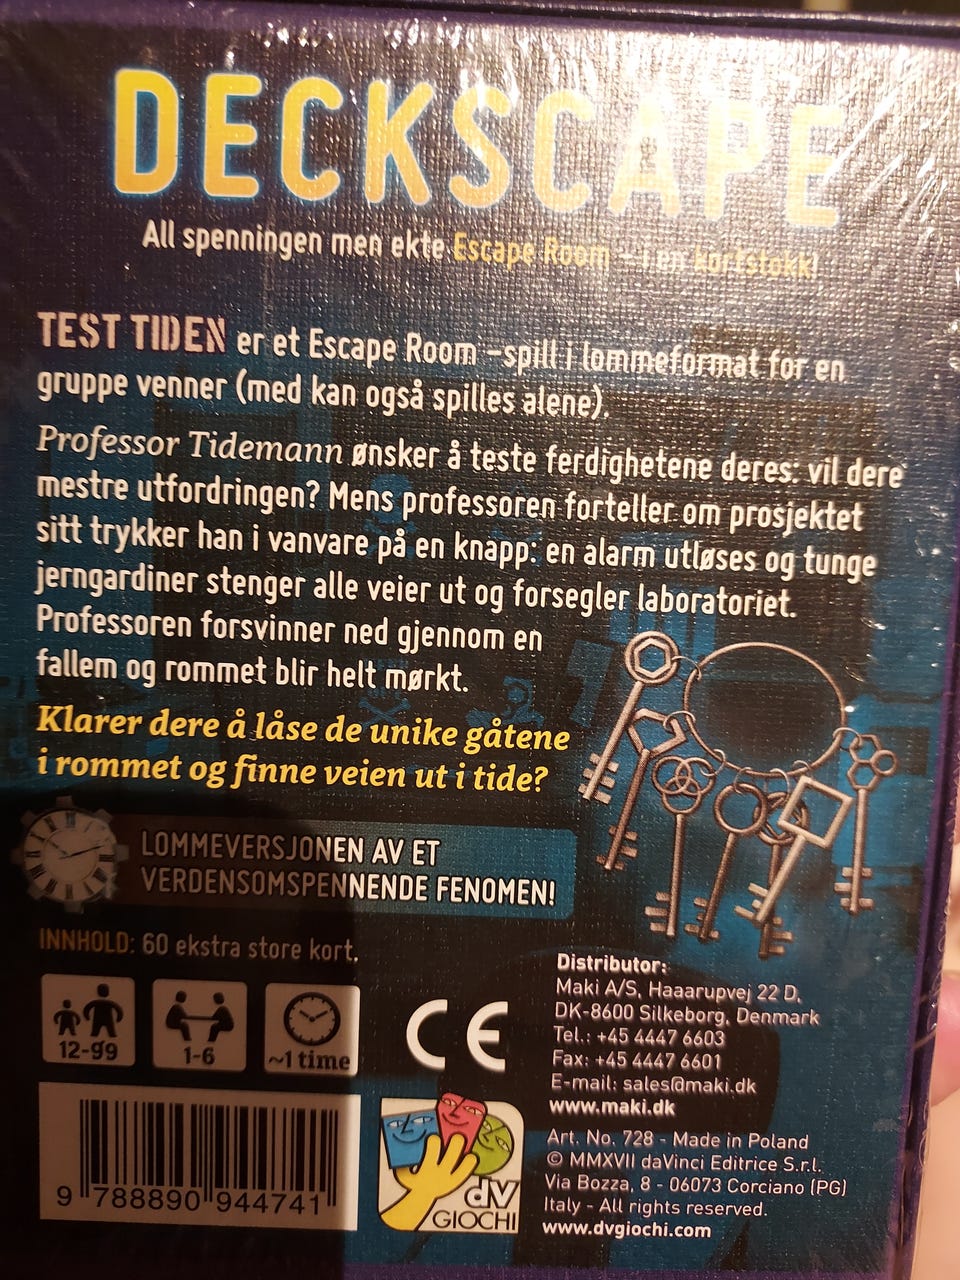 DECKSCAPE
All spenningen men ekte Escape Room - i en kortstokk!
TEST TIDEN er et Escape Room -spill i lommeformat for en
gruppe venner (med kan også spilles alene).
Professor Tidemann ønsker å teste ferdighetene deres: vil dere
mestre utfordringen? Mens professoren forteller om prosjektet
sitt trykker han i vanvare på en knapp: en alarm utløses og tunge
jerngardiner stenger alle veier ut og forsegler laboratoriet.
Professoren forsvinner ned gjennom en
fallem og rommet blir helt mørkt.
Klarer dere å låse de unike gåtene
i rommet og finne veien ut i tide?
LOMMEVERSJONEN AV ET
VERDENSOMSPENNENDE FENOMEN!
INNHOLD: 60 ekstra store kort.
12-99
1-6
~1 time
9 788890 944741
CE
dV
GIOCHI
Distributor:
Maki A/S, Haaarupvej 22 D,
DK-8600 Silkeborg, Denmark
Tel.: +45 4447 6603
Fax: +45 4447 6601
E-mail: sales@maki.dk
www.maki.dk
Art. No. 728 - Made in Poland
© MMXVII daVinci Editrice S.r.l.
Via Bozza, 8 - 06073 Corciano (PG)
Italy - All rights reserved.
www.dvgiochi.com